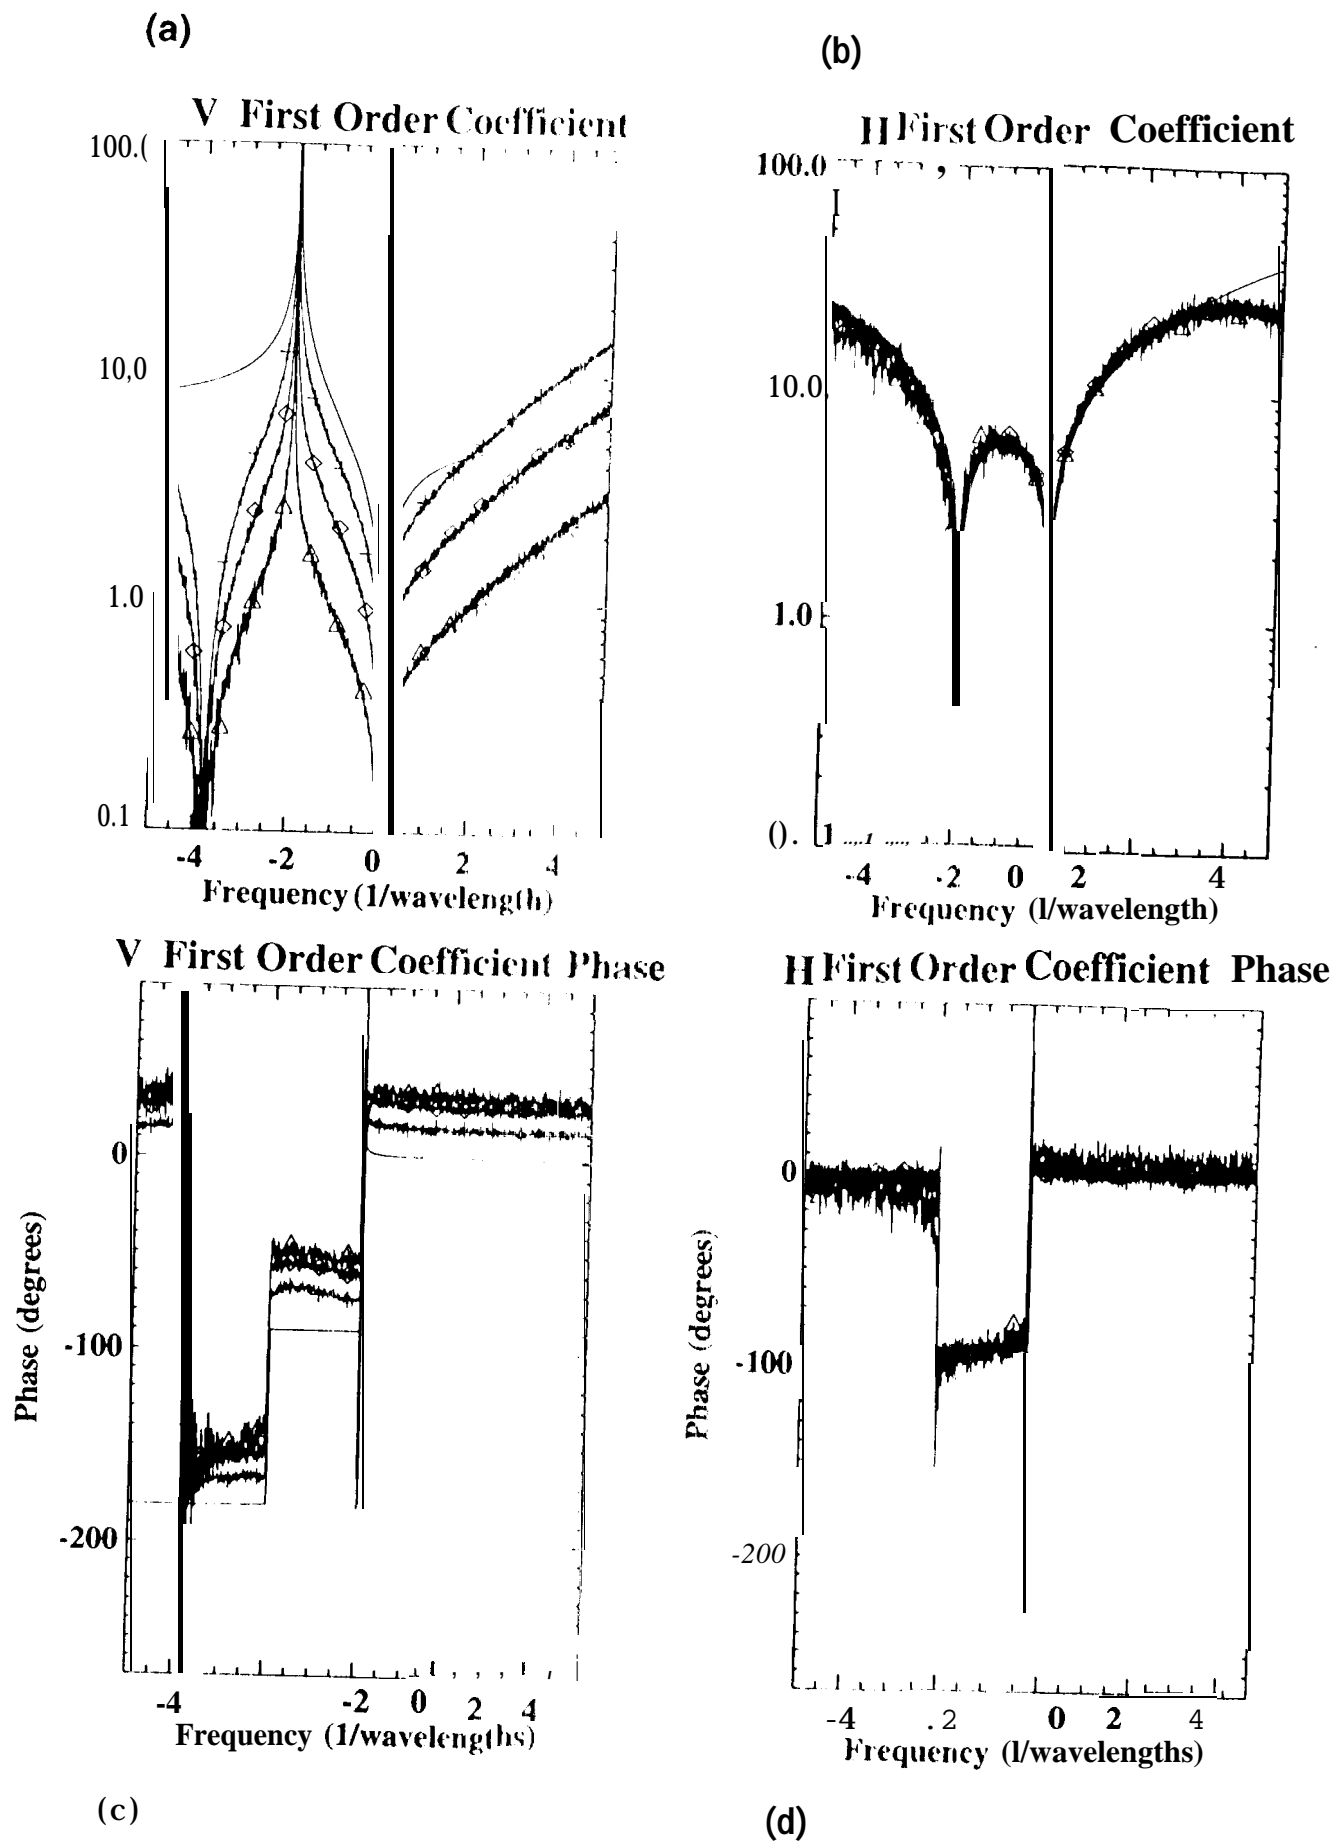 (a)
V First Order Coefficient
100.(
10,0
1.0
0.1
-4 -2 0 2 4
Frequency (1/wavelength)
(b)
H First Order Coefficient
100.0
10.0
1.0
0. 1
-4 -2 0 2 4
Frequency (l/wavelength)
V First Order Coefficient Phase
Phase (degrees)
0
-100
-200
-4 -2 0 2 4
Frequency (1/wavelengths)
(c)
H First Order Coefficient Phase
Phase (degrees)
0
-100
-200
-4 .2 0 2 4
Frequency (l/wavelengths)
(d)